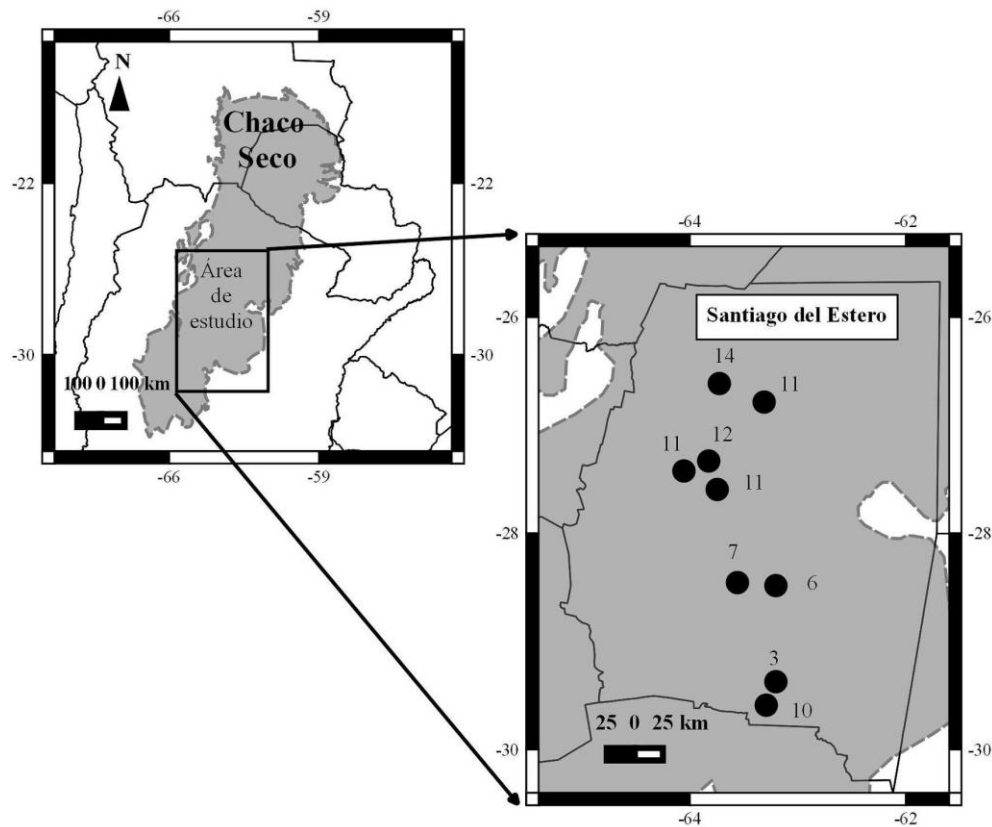 -66 -59
N
Chaco
Seco
-22 -22
Área
de
estudio
-30 -30
100 0 100 km
-66 -59
-64 -62
Santiago del Estero
-26 -26
14
11
12
11
11
-28 -28
7
6
3
10
25 0 25 km
-30 -30
-64 -62